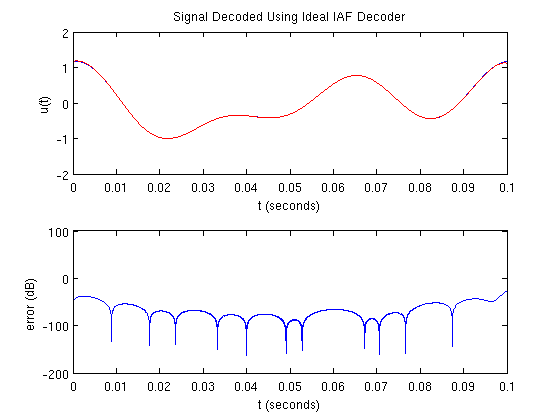 Signal Decoded Using Ideal IAF Decoder
2
1
0
-1
-2
u(t)
0 0.01 0.02 0.03 0.04 0.05 0.06 0.07 0.08 0.09 0.1
t (seconds)
100
0
-100
-200
error (dB)
0 0.01 0.02 0.03 0.04 0.05 0.06 0.07 0.08 0.09 0.1
t (seconds)